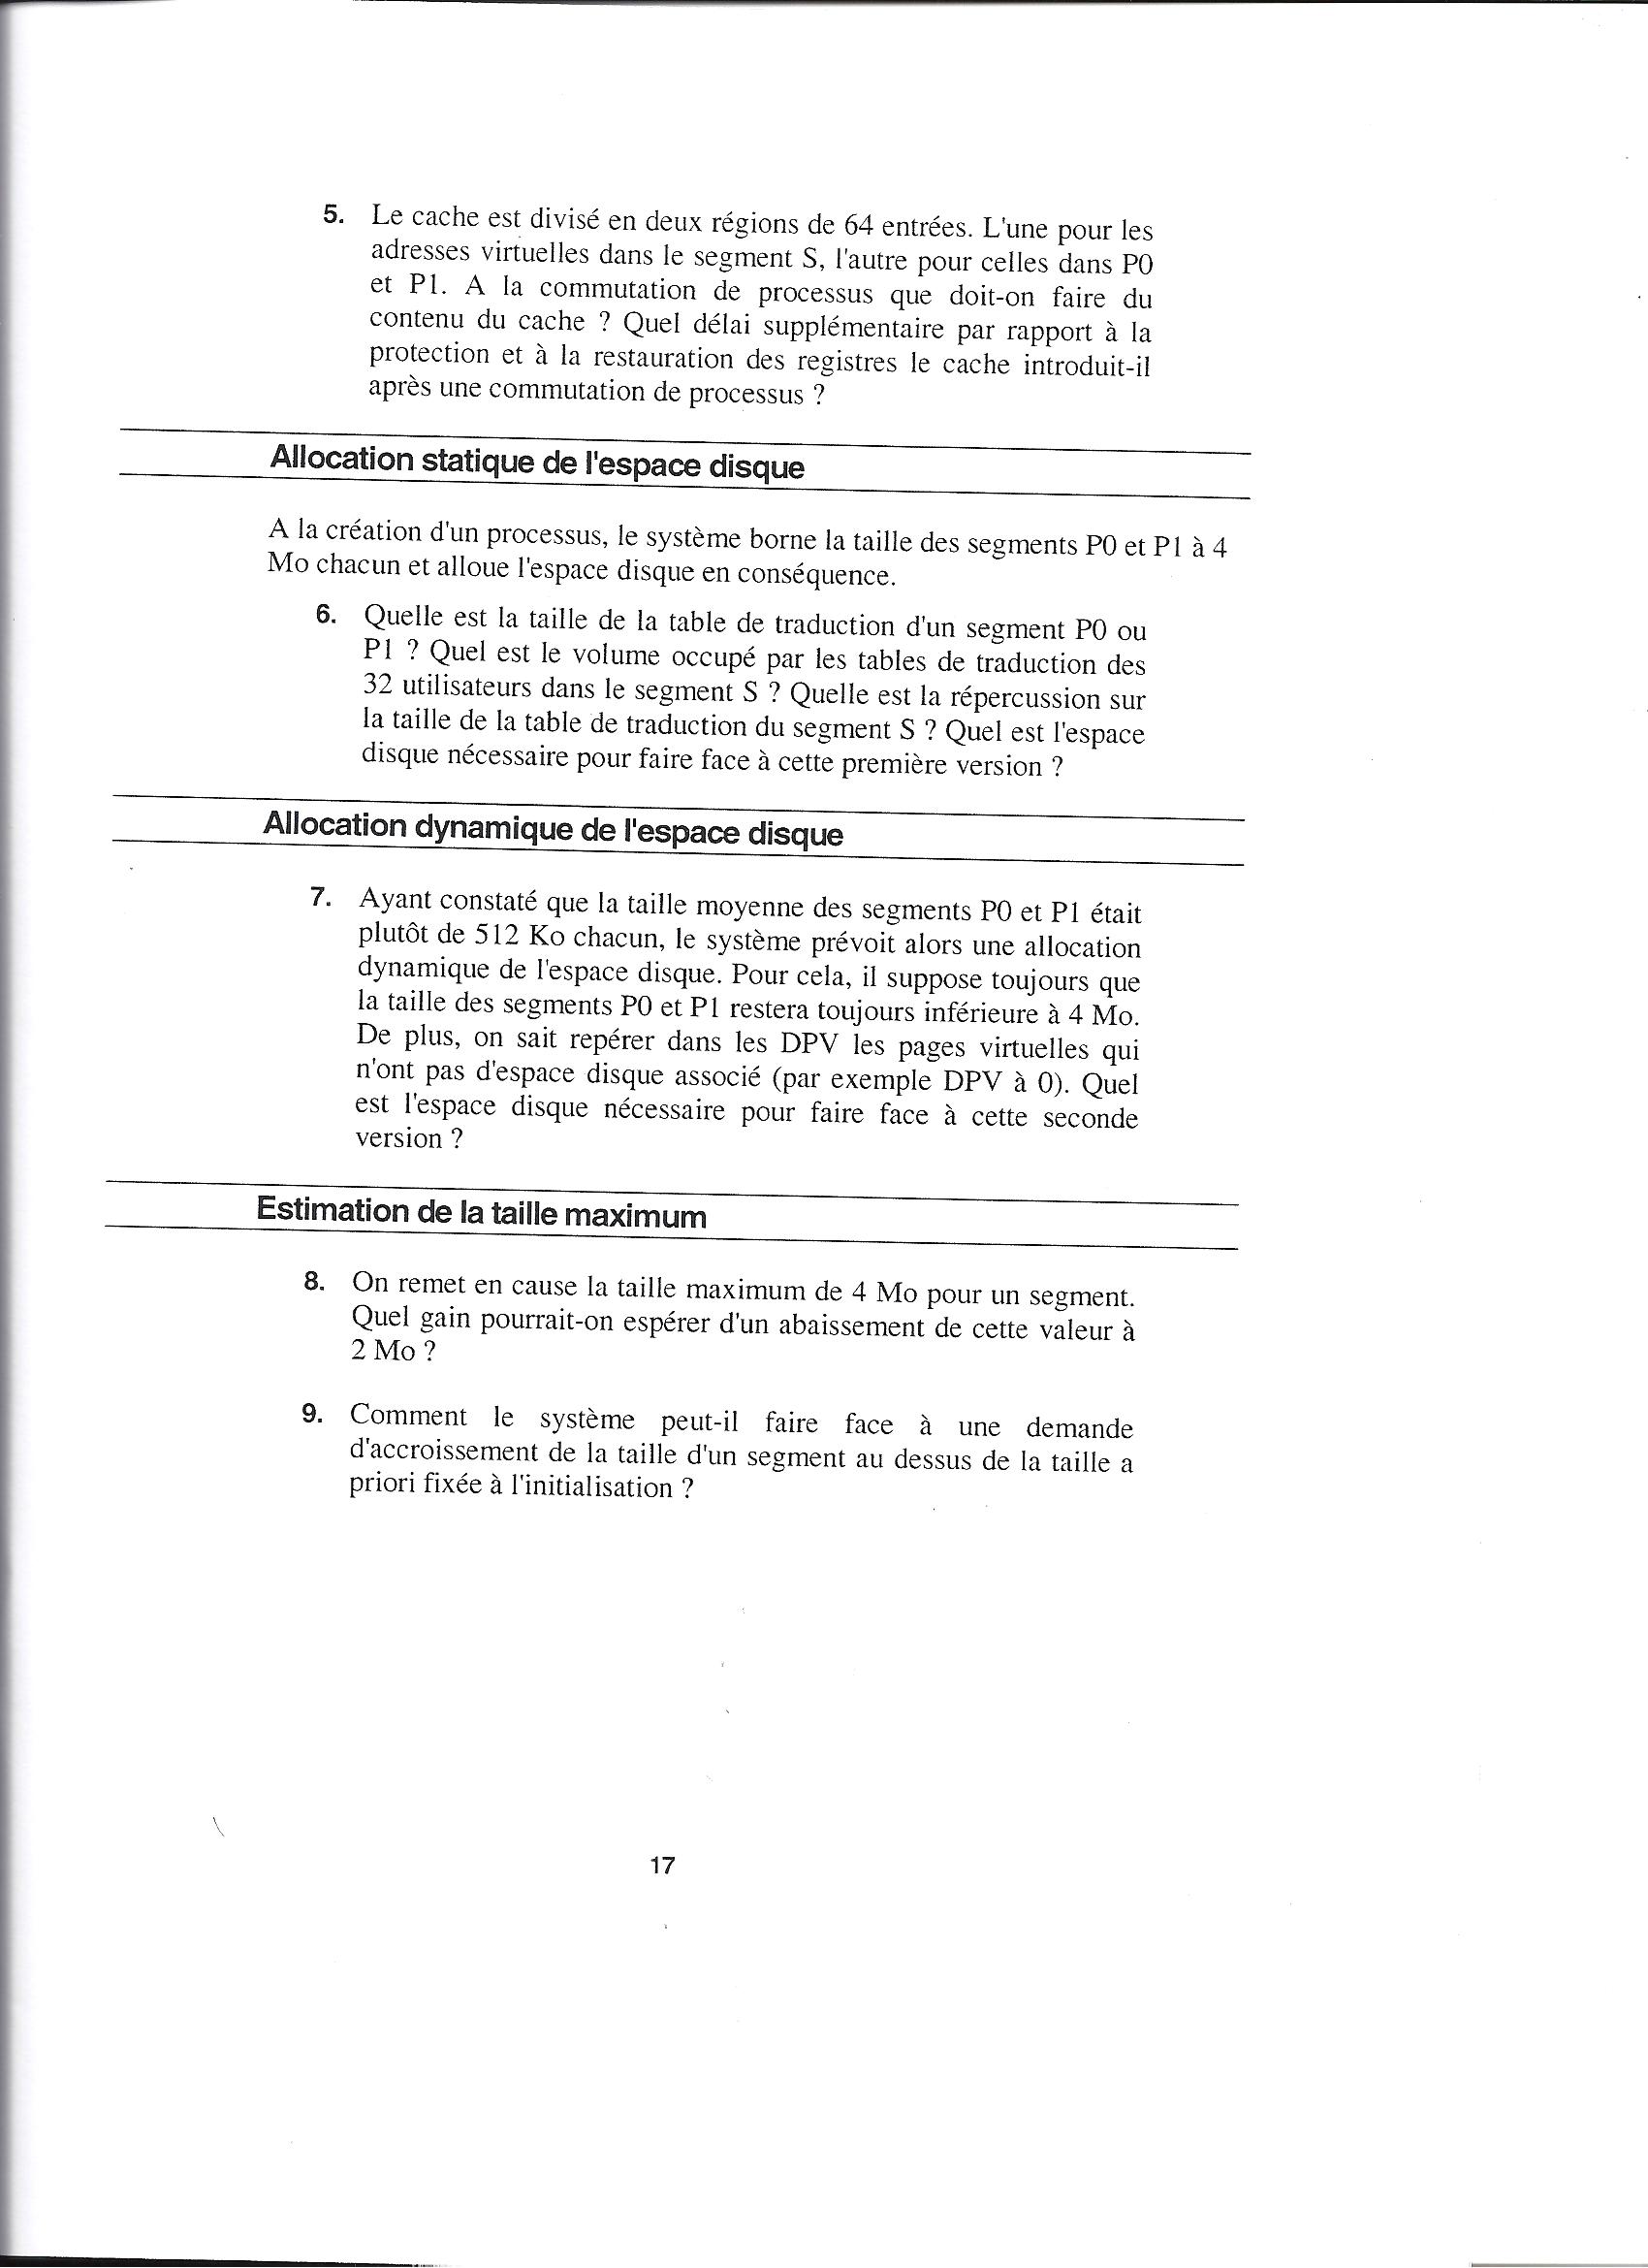 5. Le cache est divisé en deux régions de 64 entrées. L'une pour les
adresses virtuelles dans le segment S, l'autre pour celles dans P0
et P1. A la commutation de processus que doit-on faire du
contenu du cache ? Quel délai supplémentaire par rapport à la
protection et à la restauration des registres le cache introduit-il
après une commutation de processus ?
Allocation statique de l'espace disque
A la création d'un processus, le système borne la taille des segments P0 et P1 à 4
Mo chacun et alloue l'espace disque en conséquence.
6. Quelle est la taille de la table de traduction d'un segment P0 ou
P1 ? Quel est le volume occupé par les tables de traduction des
32 utilisateurs dans le segment S ? Quelle est la répercussion sur
la taille de la table de traduction du segment S ? Quel est l'espace
disque nécessaire pour faire face à cette première version ?
Allocation dynamique de l'espace disque
7. Ayant constaté que la taille moyenne des segments P0 et P1 était
plutôt de 512 Ko chacun, le système prévoit alors une allocation
dynamique de l'espace disque. Pour cela, il suppose toujours que
la taille des segments P0 et P1 restera toujours inférieure à 4 Mo.
De plus, on sait repérer dans les DPV les pages virtuelles qui
n'ont pas d'espace disque associé (par exemple DPV à 0). Quel
est l'espace disque nécessaire pour faire face à cette seconde
version ?
Estimation de la taille maximum
8. On remet en cause la taille maximum de 4 Mo pour un segment.
Quel gain pourrait-on espérer d'un abaissement de cette valeur à
2 Mo ?
9. Comment le système peut-il faire face à une demande
d'accroissement de la taille d'un segment au dessus de la taille a
priori fixée à l'initialisation ?
17